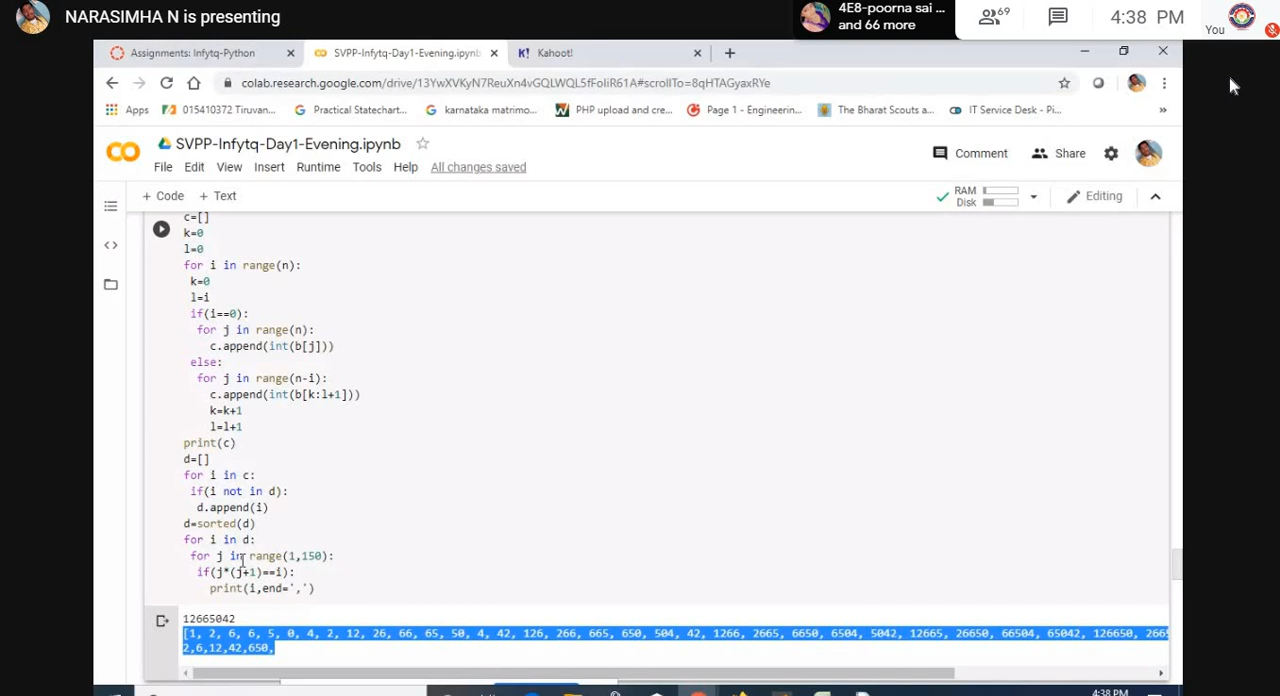 NARASIMHA N is presenting
4E8-poorna sai ...
and 66 more
69
4:38 PM
You
Assignments: Infytq-Python
SVPP-Infytq-Day1-Evening.ipynb
Kahoot!
colab.research.google.com/drive/13YwXVKyN7ReuXn4vGQLWQL5fFoIiR61A#scrollTo=8qHTAGyaxRYe
Apps
015410372 Tiruvan...
Practical Statechart...
karnataka matrimo...
PHP upload and cre...
Page 1 - Engineerin...
The Bharat Scouts a...
IT Service Desk - Pi...
»
SVPP-Infytq-Day1-Evening.ipynb
File Edit View Insert Runtime Tools Help All changes saved
Comment
Share
+ Code + Text
RAM
Disk
Editing
c=[]
k=0
l=0
for i in range(n):
k=0
l=i
if(i==0):
for j in range(n):
c.append(int(b[j]))
else:
for j in range(n-i):
c.append(int(b[k:l+1]))
k=k+1
l=l+1
print(c)
d=[]
for i in c:
if(i not in d):
d.append(i)
d=sorted(d)
for i in d:
for j in range(1,150):
if(j*(j+1)==i):
print(i,end=',')
12665042
[1, 2, 6, 6, 5, 0, 4, 2, 12, 26, 66, 65, 50, 4, 42, 126, 266, 665, 650, 504, 42, 1266, 2665, 6650, 6504, 5042, 12665, 26650, 66504, 65042, 126650, 2665
2,6,12,42,650,
4:38 PM